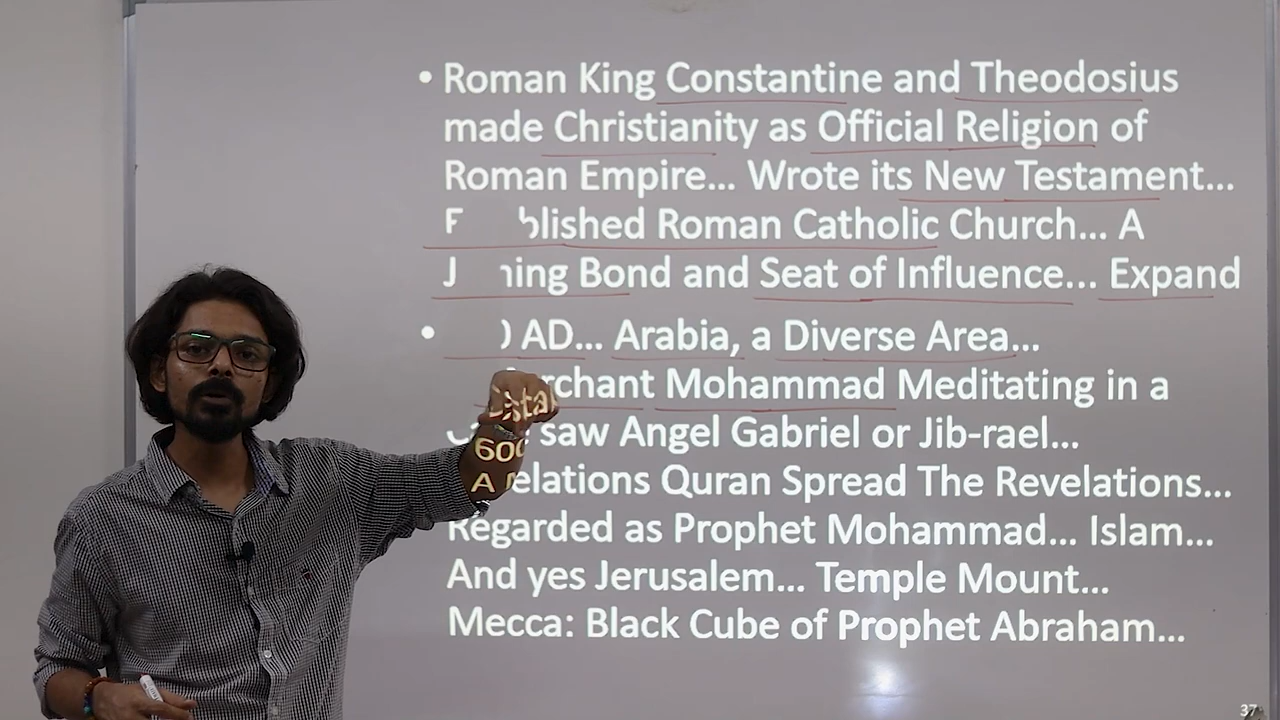 • Roman King Constantine and Theodosius
made Christianity as Official Religion of
Roman Empire... Wrote its New Testament...
Roman Catholic Church... A
Bond and Seat of Influence... Expand
• 600 AD... Arabia, a Diverse Area...
A Merchant Mohammad Meditating in a
saw Angel Gabriel or Jib-rael...
Quran Spread The Revelations...
Regarded as Prophet Mohammad... Islam...
And yes Jerusalem... Temple Mount...
Mecca: Black Cube of Prophet Abraham...
37